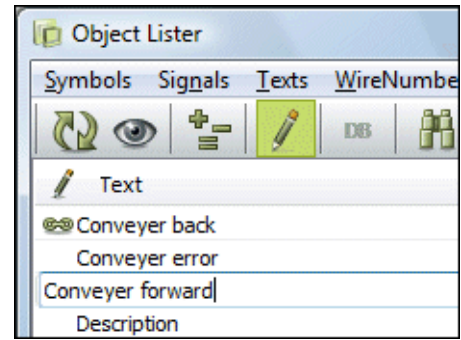 Object Lister
Symbols Signals Texts WireNumbe
DB
Text
Conveyer back
Conveyer error
Conveyer forward
Description